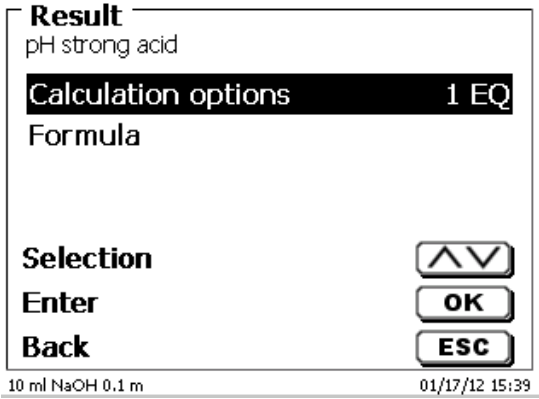 Result
pH strong acid
Calculation options 1 EQ
Formula
Selection
Enter OK
Back ESC
10 ml NaOH 0.1 m 01/17/12 15:39